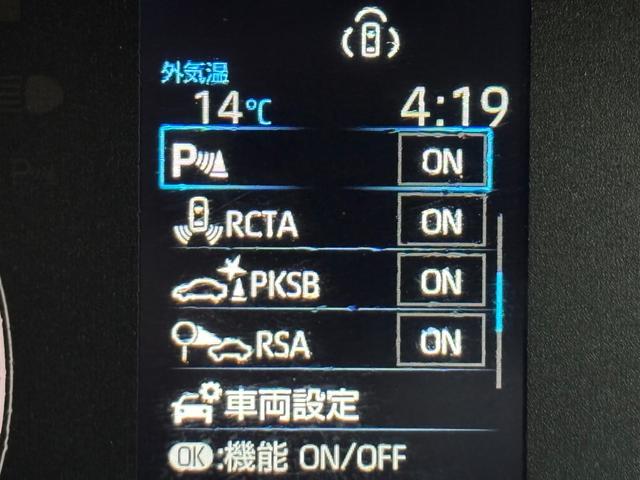 外気温
14℃ 4:19
P ON
RCTA ON
PKSB ON
RSA ON
車両設定
OK:機能 ON/OFF